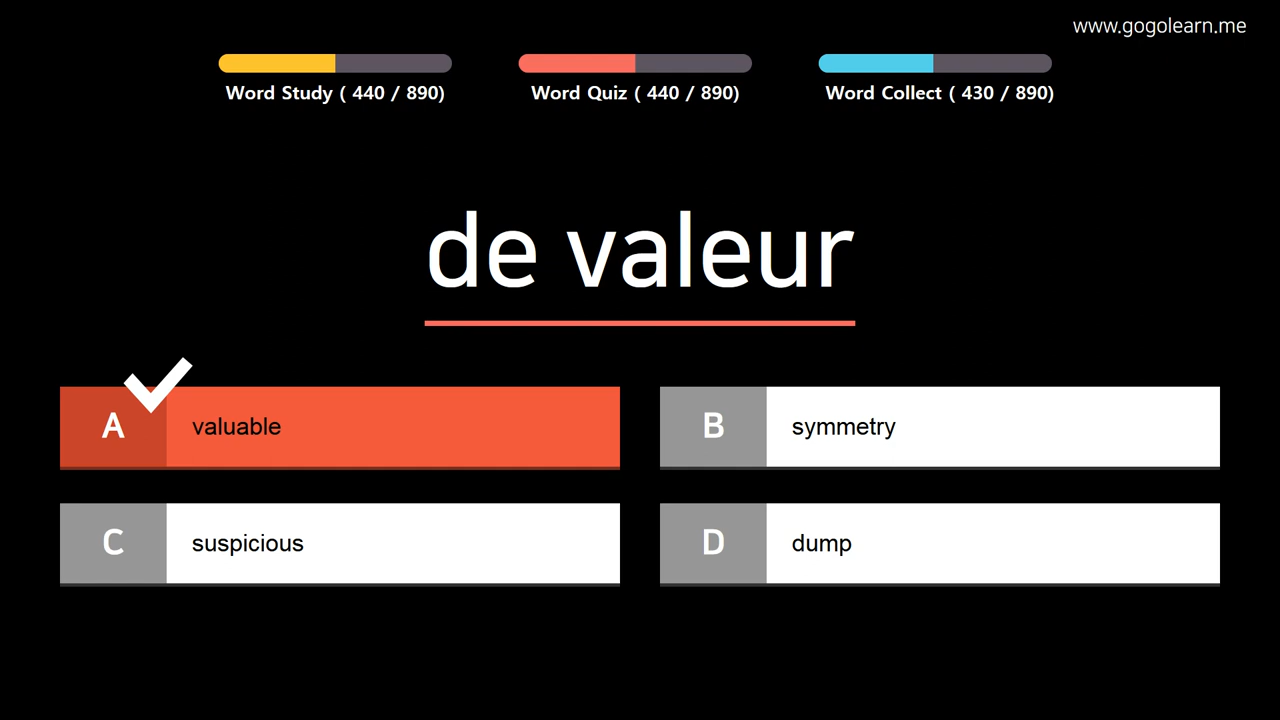 www.gogolearn.me
Word Study ( 440 / 890)
Word Quiz ( 440 / 890)
Word Collect ( 430 / 890)
de valeur
A valuable
B symmetry
C suspicious
D dump